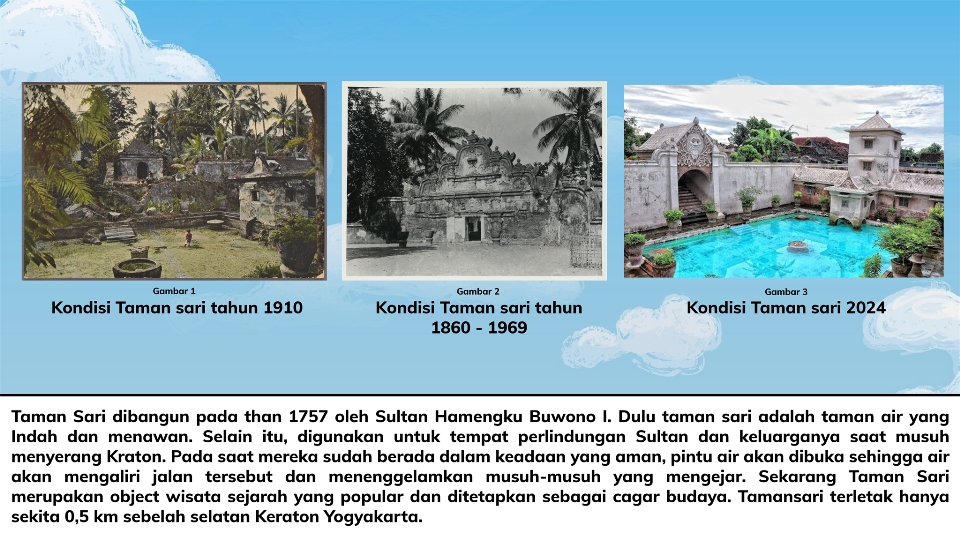 Gambar 1
Kondisi Taman sari tahun 1910
Gambar 2
Kondisi Taman sari tahun
1860 - 1969
Gambar 3
Kondisi Taman sari 2024
Taman Sari dibangun pada than 1757 oleh Sultan Hamengku Buwono I. Dulu taman sari adalah taman air yang
Indah dan menawan. Selain itu, digunakan untuk tempat perlindungan Sultan dan keluarganya saat musuh
menyerang Kraton. Pada saat mereka sudah berada dalam keadaan yang aman, pintu air akan dibuka sehingga air
akan mengaliri jalan tersebut dan menenggelamkan musuh-musuh yang mengejar. Sekarang Taman Sari
merupakan object wisata sejarah yang popular dan ditetapkan sebagai cagar budaya. Tamansari terletak hanya
sekita 0,5 km sebelah selatan Keraton Yogyakarta.